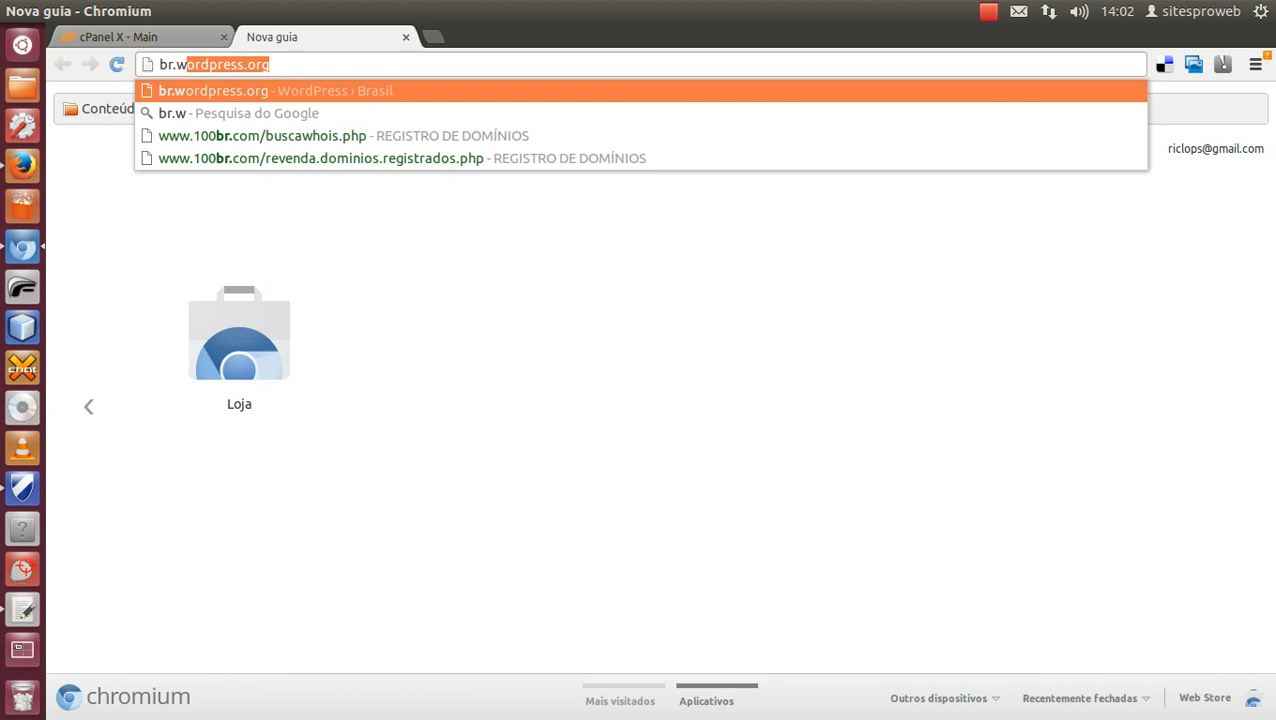 Nova guia - Chromium
14:02
sitesproweb
cPanel X - Main
Nova guia
br.wordpress.org
br.wordpress.org - WordPress › Brasil
br.w - Pesquisa do Google
www.100br.com/buscawhois.php - REGISTRO DE DOMÍNIOS
www.100br.com/revenda.dominios.registrados.php - REGISTRO DE DOMÍNIOS
Conteúd
riclops@gmail.com
Loja
chromium
Mais visitados
Aplicativos
Outros dispositivos
Recentemente fechadas
Web Store